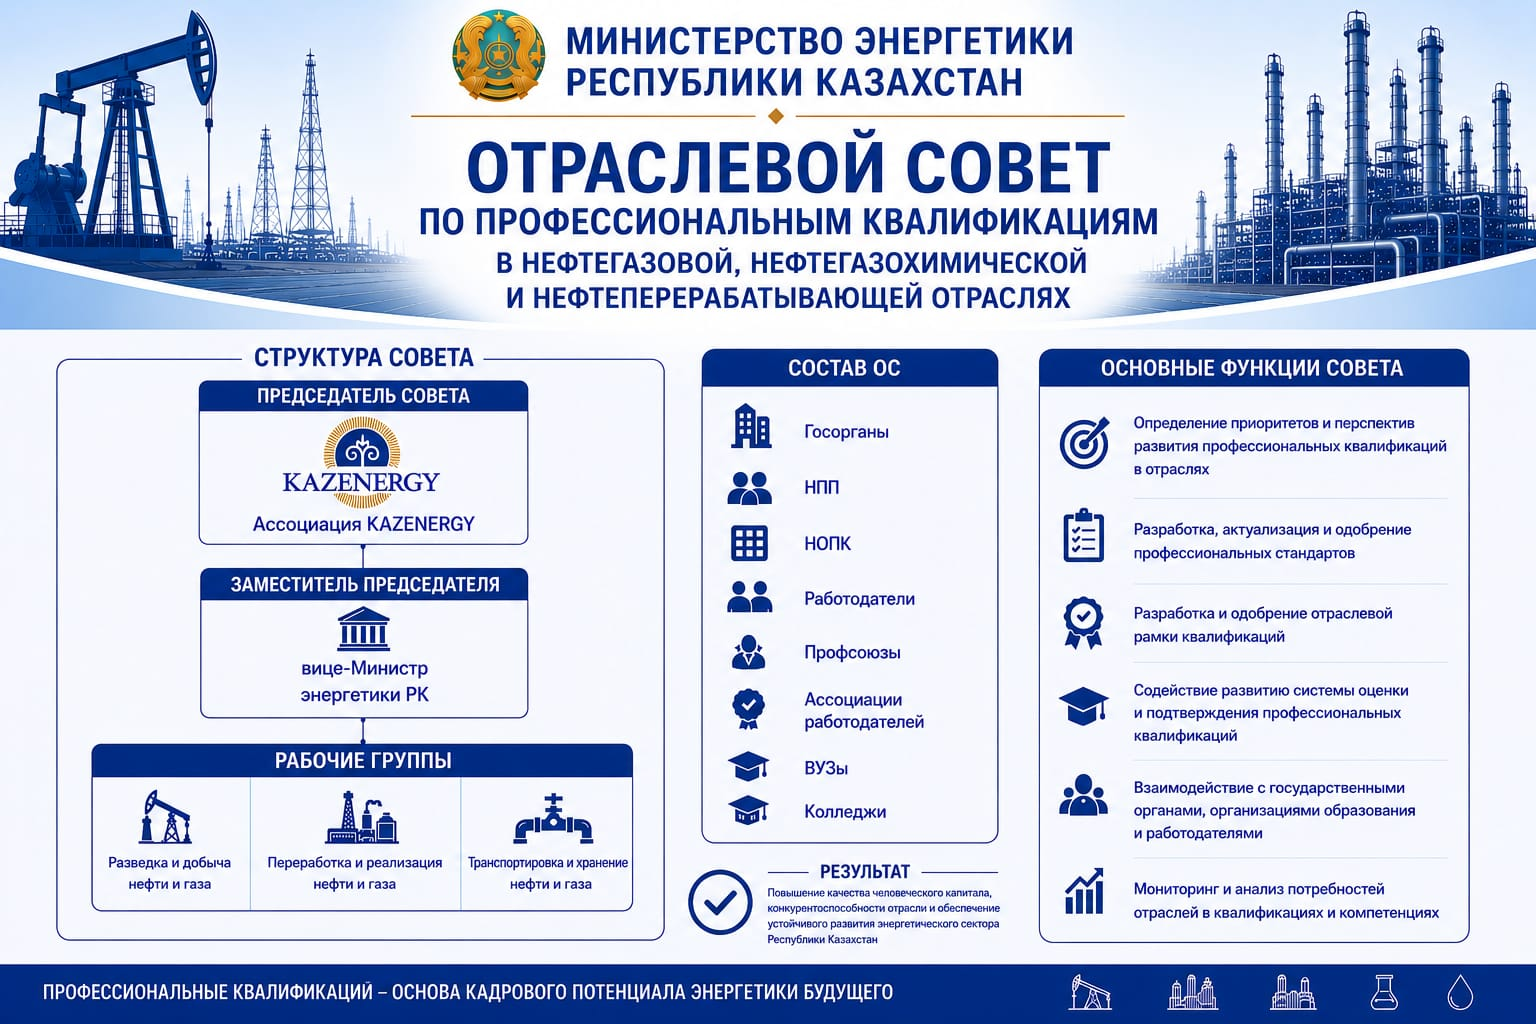 МИНИСТЕРСТВО ЭНЕРГЕТИКИ
РЕСПУБЛИКИ КАЗАХСТАН
ОТРАСЛЕВОЙ СОВЕТ
ПО ПРОФЕССИОНАЛЬНЫМ КВАЛИФИКАЦИЯМ
В НЕФТЕГАЗОВОЙ, НЕФТЕГАЗОХИМИЧЕСКОЙ
И НЕФТЕПЕРЕРАБАТЫВАЮЩЕЙ ОТРАСЛЯХ
СТРУКТУРА СОВЕТА
ПРЕДСЕДАТЕЛЬ СОВЕТА
KAZENERGY
Ассоциация KAZENERGY
ЗАМЕСТИТЕЛЬ ПРЕДСЕДАТЕЛЯ
вице-Министр
энергетики РК
РАБОЧИЕ ГРУППЫ
Разведка и добыча
нефти и газа
Переработка и реализация
нефти и газа
Транспортировка и хранение
нефти и газа
СОСТАВ ОС
Госорганы
НПП
НОПК
Работодатели
Профсоюзы
Ассоциации
работодателей
ВУЗы
Колледжи
РЕЗУЛЬТАТ
Повышение качества человеческого капитала,
конкурентоспособности отрасли и обеспечение
устойчивого развития энергетического сектора
Республики Казахстан
ОСНОВНЫЕ ФУНКЦИИ СОВЕТА
Определение приоритетов и перспектив
развития профессиональных квалификаций
в отраслях
Разработка, актуализация и одобрение
профессиональных стандартов
Разработка и одобрение отраслевой
рамки квалификаций
Содействие развитию системы оценки
и подтверждения профессиональных
квалификаций
Взаимодействие с государственными
органами, организациями образования
и работодателями
Мониторинг и анализ потребностей
отраслей в квалификациях и компетенциях
ПРОФЕССИОНАЛЬНЫЕ КВАЛИФИКАЦИЙ – ОСНОВА КАДРОВОГО ПОТЕНЦИАЛА ЭНЕРГЕТИКИ БУДУЩЕГО